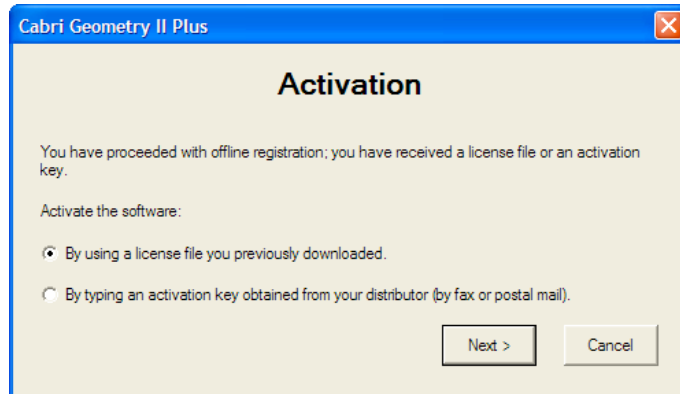 Cabri Geometry II Plus
Activation
You have proceeded with offline registration; you have received a license file or an activation
key.
Activate the software:
By using a license file you previously downloaded.
By typing an activation key obtained from your distributor (by fax or postal mail).
Next > Cancel